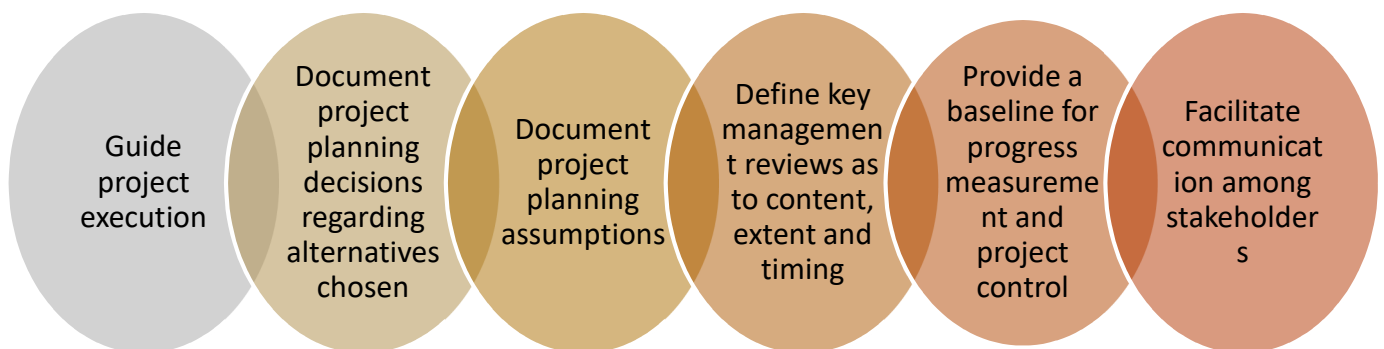 Guide
project
execution
Document
project
planning
decisions
regarding
alternatives
chosen
Document
project
planning
assumptions
Define key
managemen
t reviews as
to content,
extent and
timing
Provide a
baseline for
progress
measureme
nt and
project
control
Facilitate
communicat
ion among
stakeholder
s